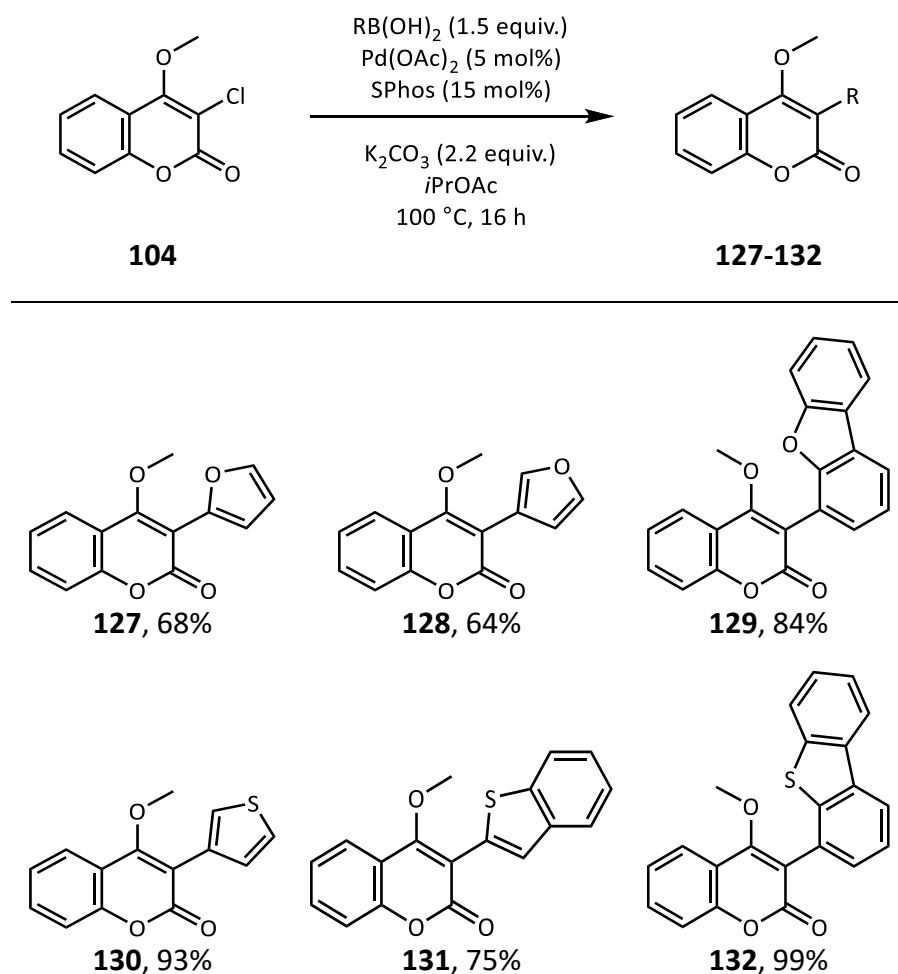 RB(OH)2 (1.5 equiv.)
Pd(OAc)2 (5 mol%)
SPhos (15 mol%)
K2CO3 (2.2 equiv.)
iPrOAc
100 °C, 16 h
O
Cl
O
O
104
O
R
O
O
127-132
O
O
O
O
127, 68%
O
O
O
O
128, 64%
O
O
O
O
129, 84%
O
S
O
O
130, 93%
O
S
O
O
131, 75%
S
O
O
O
132, 99%